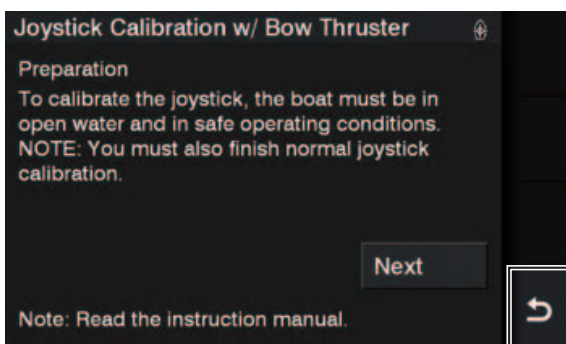 Joystick Calibration w/ Bow Thruster
Preparation
To calibrate the joystick, the boat must be in
open water and in safe operating conditions.
NOTE: You must also finish normal joystick
calibration.
Next
Note: Read the instruction manual.